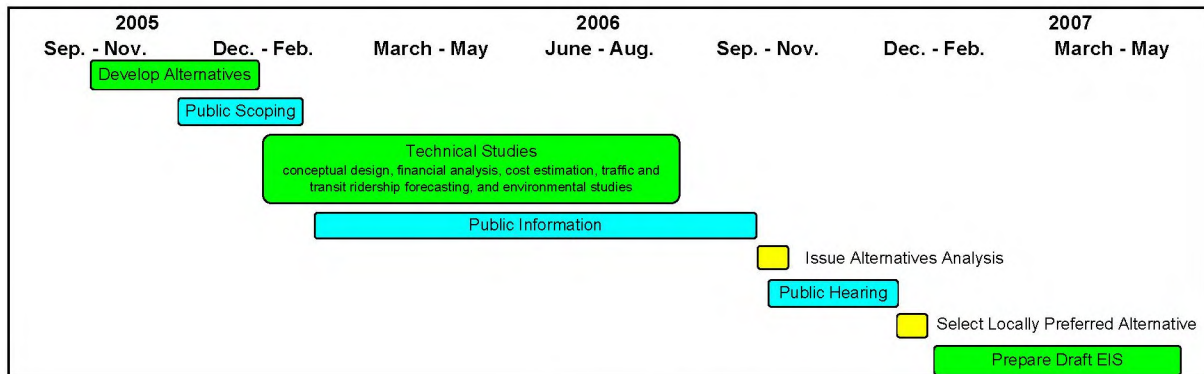 2005 2006 2007
Sep. - Nov. Dec. - Feb. March - May June - Aug. Sep. - Nov. Dec. - Feb. March - May
Develop Alternatives
Public Scoping
Technical Studies
conceptual design, financial analysis, cost estimation, traffic and
transit ridership forecasting, and environmental studies
Public Information
Issue Alternatives Analysis
Public Hearing
Select Locally Preferred Alternative
Prepare Draft EIS